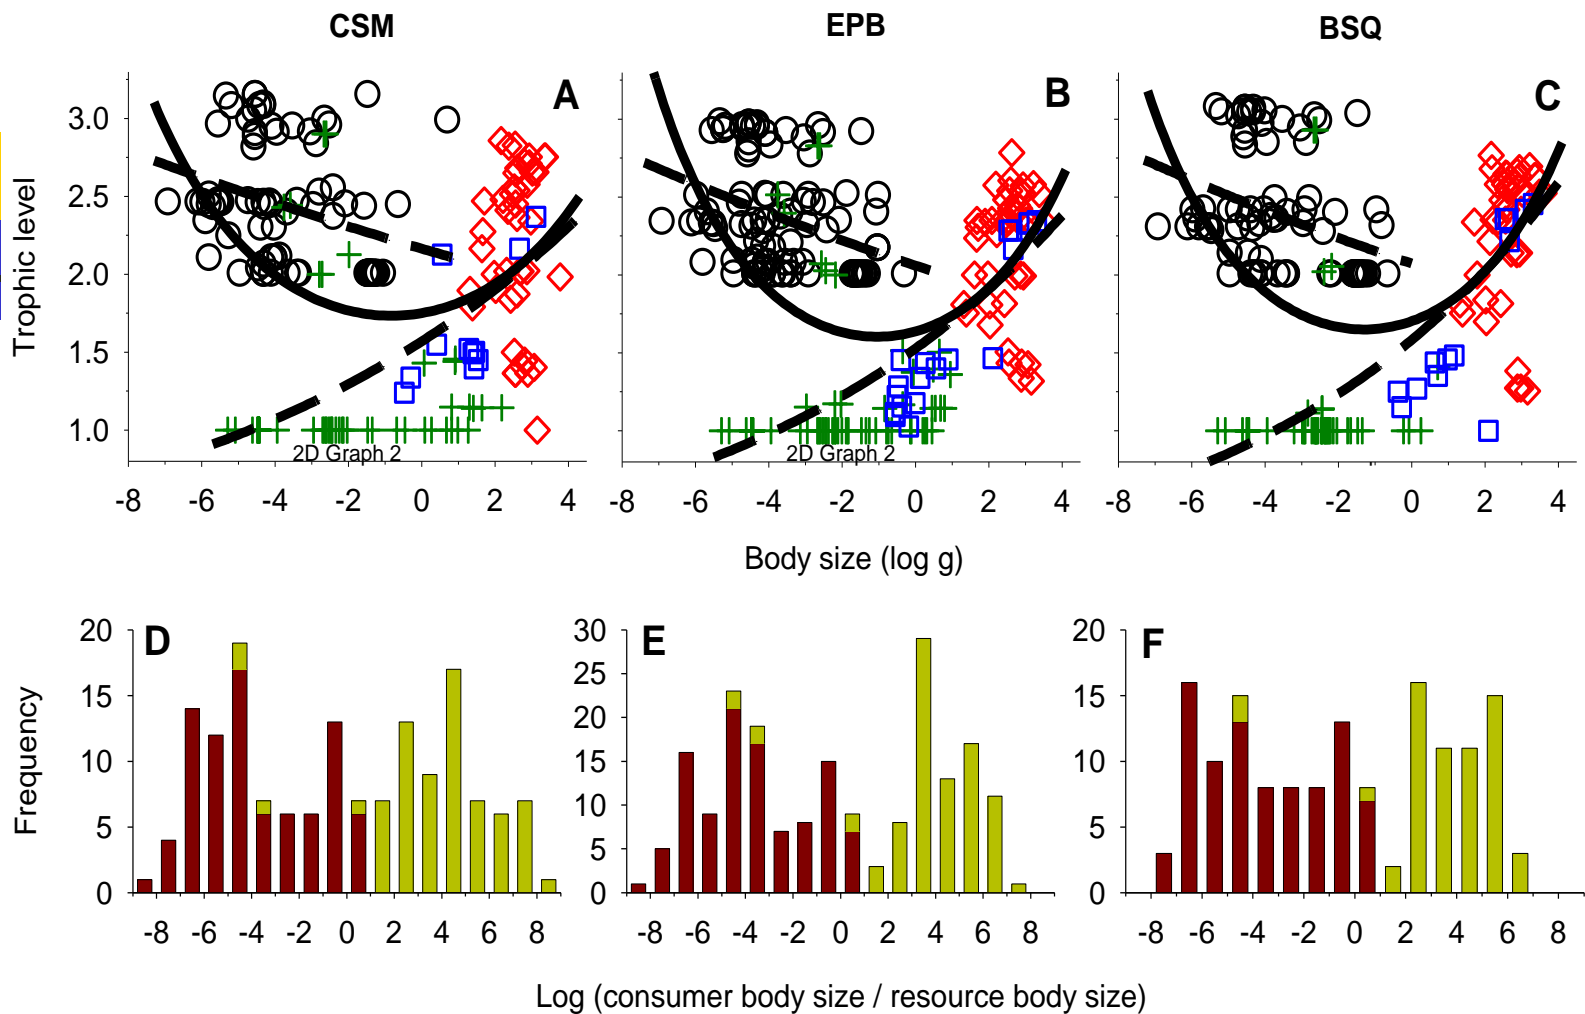 CSM
EPB
BSQ
A
B
C
Trophic level
3.0
2.5
2.0
1.5
1.0
2D Graph 2
2D Graph 2
-8 -6 -4 -2 0 2 4
-8 -6 -4 -2 0 2 4
-8 -6 -4 -2 0 2 4
Body size (log g)
D
E
F
Frequency
20
15
10
5
0
30
25
20
15
10
5
0
20
15
10
5
0
-8 -6 -4 -2 0 2 4 6 8
-8 -6 -4 -2 0 2 4 6 8
-8 -6 -4 -2 0 2 4 6 8
Log (consumer body size / resource body size)